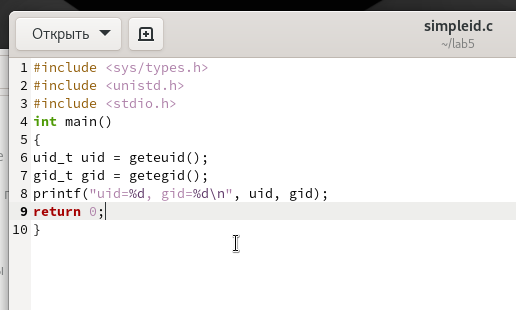 Открыть
simpleid.c
~/lab5
1 #include <sys/types.h>
2 #include <unistd.h>
3 #include <stdio.h>
4 int main()
5 {
6 uid_t uid = geteuid();
7 gid_t gid = getegid();
8 printf("uid=%d, gid=%d\n", uid, gid);
9 return 0;
10 }